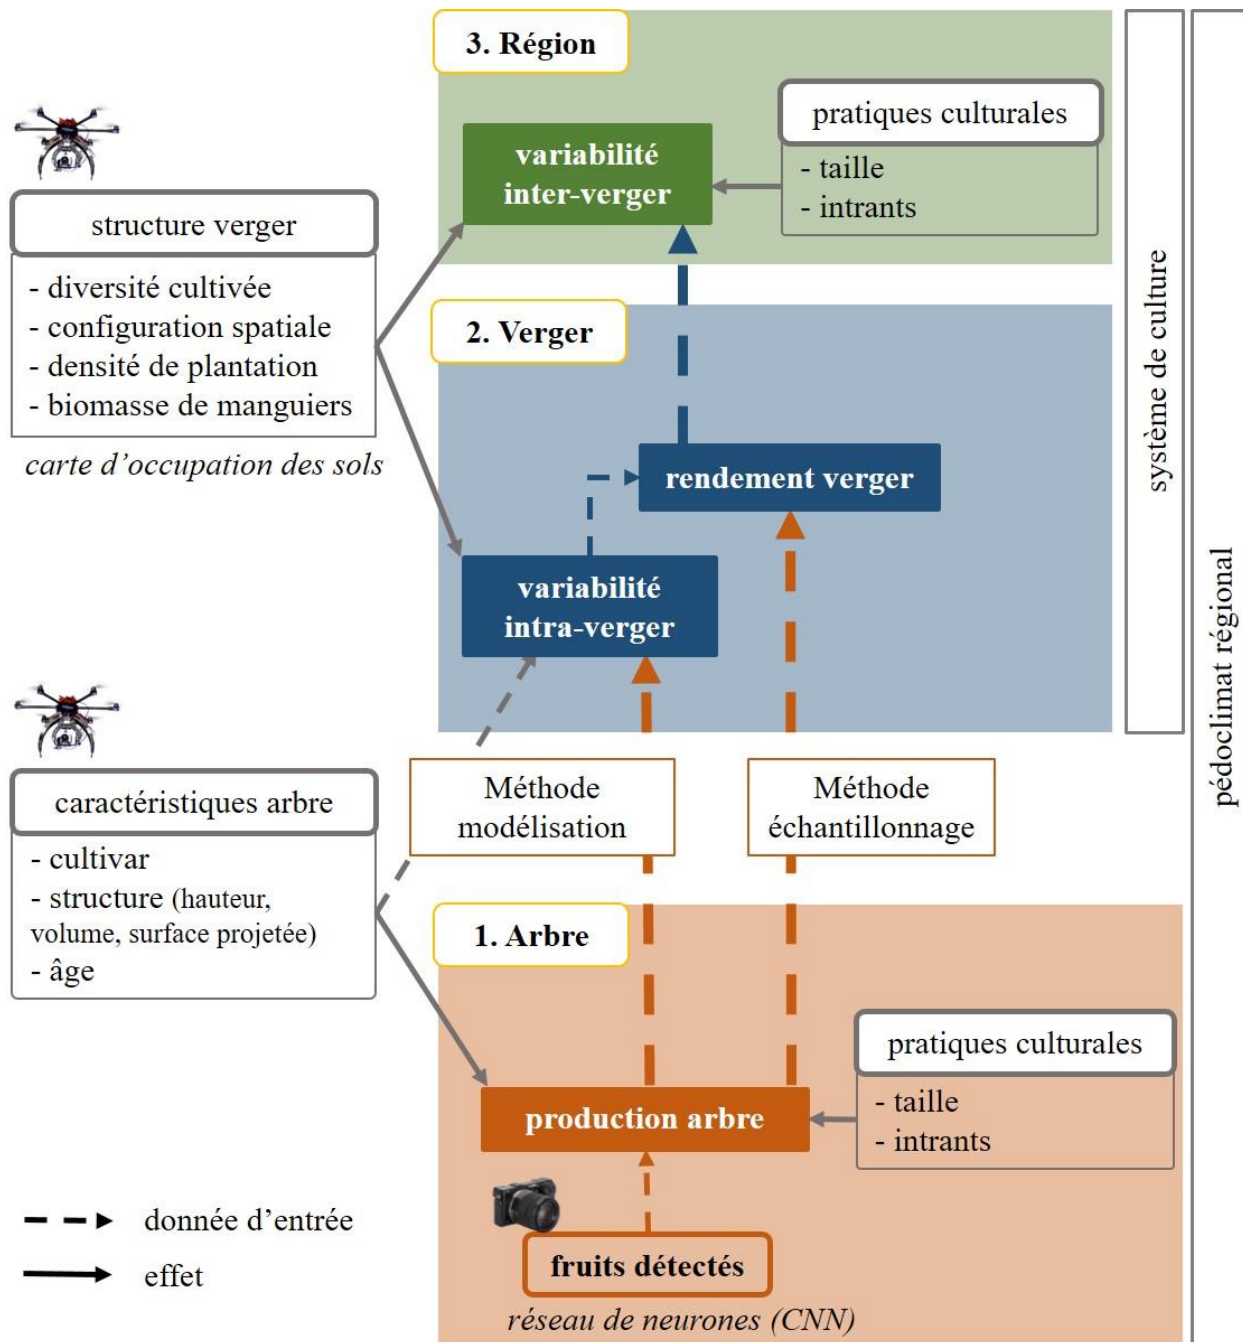 3. Région
pratiques culturales
- taille
- intrants
variabilité
inter-verger
structure verger
- diversité cultivée
- configuration spatiale
- densité de plantation
- biomasse de manguiers
carte d’occupation des sols
2. Verger
rendement verger
variabilité
intra-verger
système de culture
pédoclimat régional
caractéristiques arbre
- cultivar
- structure (hauteur,
volume, surface projetée)
- âge
Méthode
modélisation
Méthode
échantillonnage
1. Arbre
pratiques culturales
- taille
- intrants
production arbre
fruits détectés
réseau de neurones (CNN)
donnée d’entrée
effet